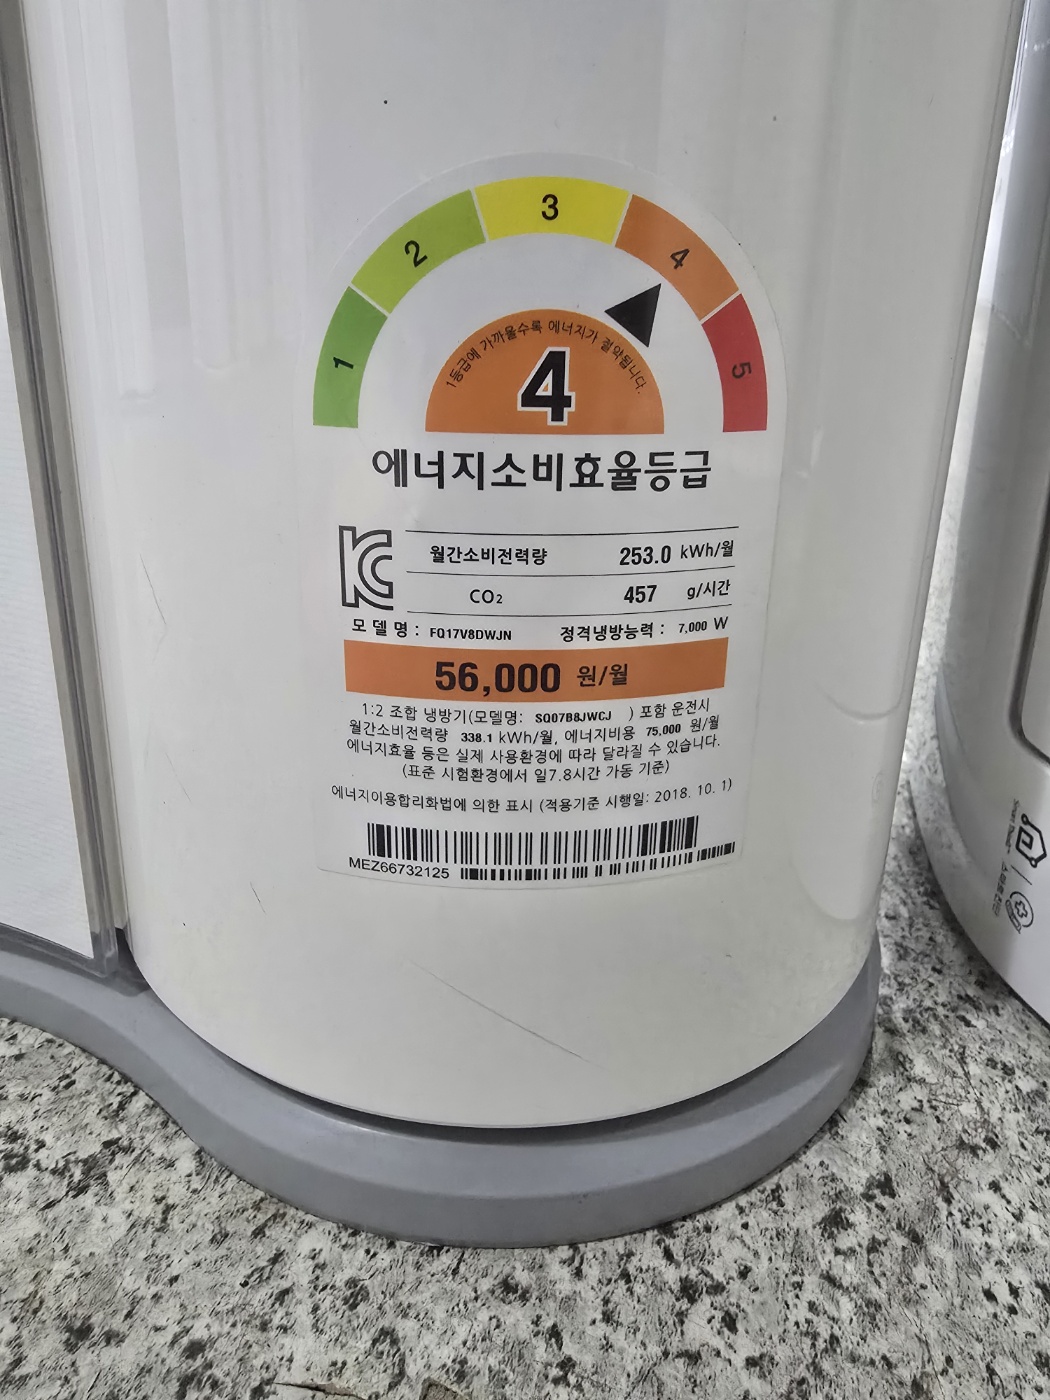 1
2
3
4
5
1등급에 가까울수록 에너지가 절약됩니다.
4
에너지소비효율등급
월간소비전력량 253.0 kWh/월
CO₂ 457 g/시간
모 델 명 : FQ17V8DWJN 정격냉방능력 : 7,000 W
56,000 원/월
1:2 조합 냉방기(모델명: SQ07B8JWCJ ) 포함 운전시
월간소비전력량 338.1 kWh/월, 에너지비용 75,000 원/월
에너지효율 등은 실제 사용환경에 따라 달라질 수 있습니다.
(표준 시험환경에서 일7.8시간 가동 기준)
에너지이용합리화법에 의한 표시 (적용기준 시행일: 2018. 10. 1)
MEZ66732125